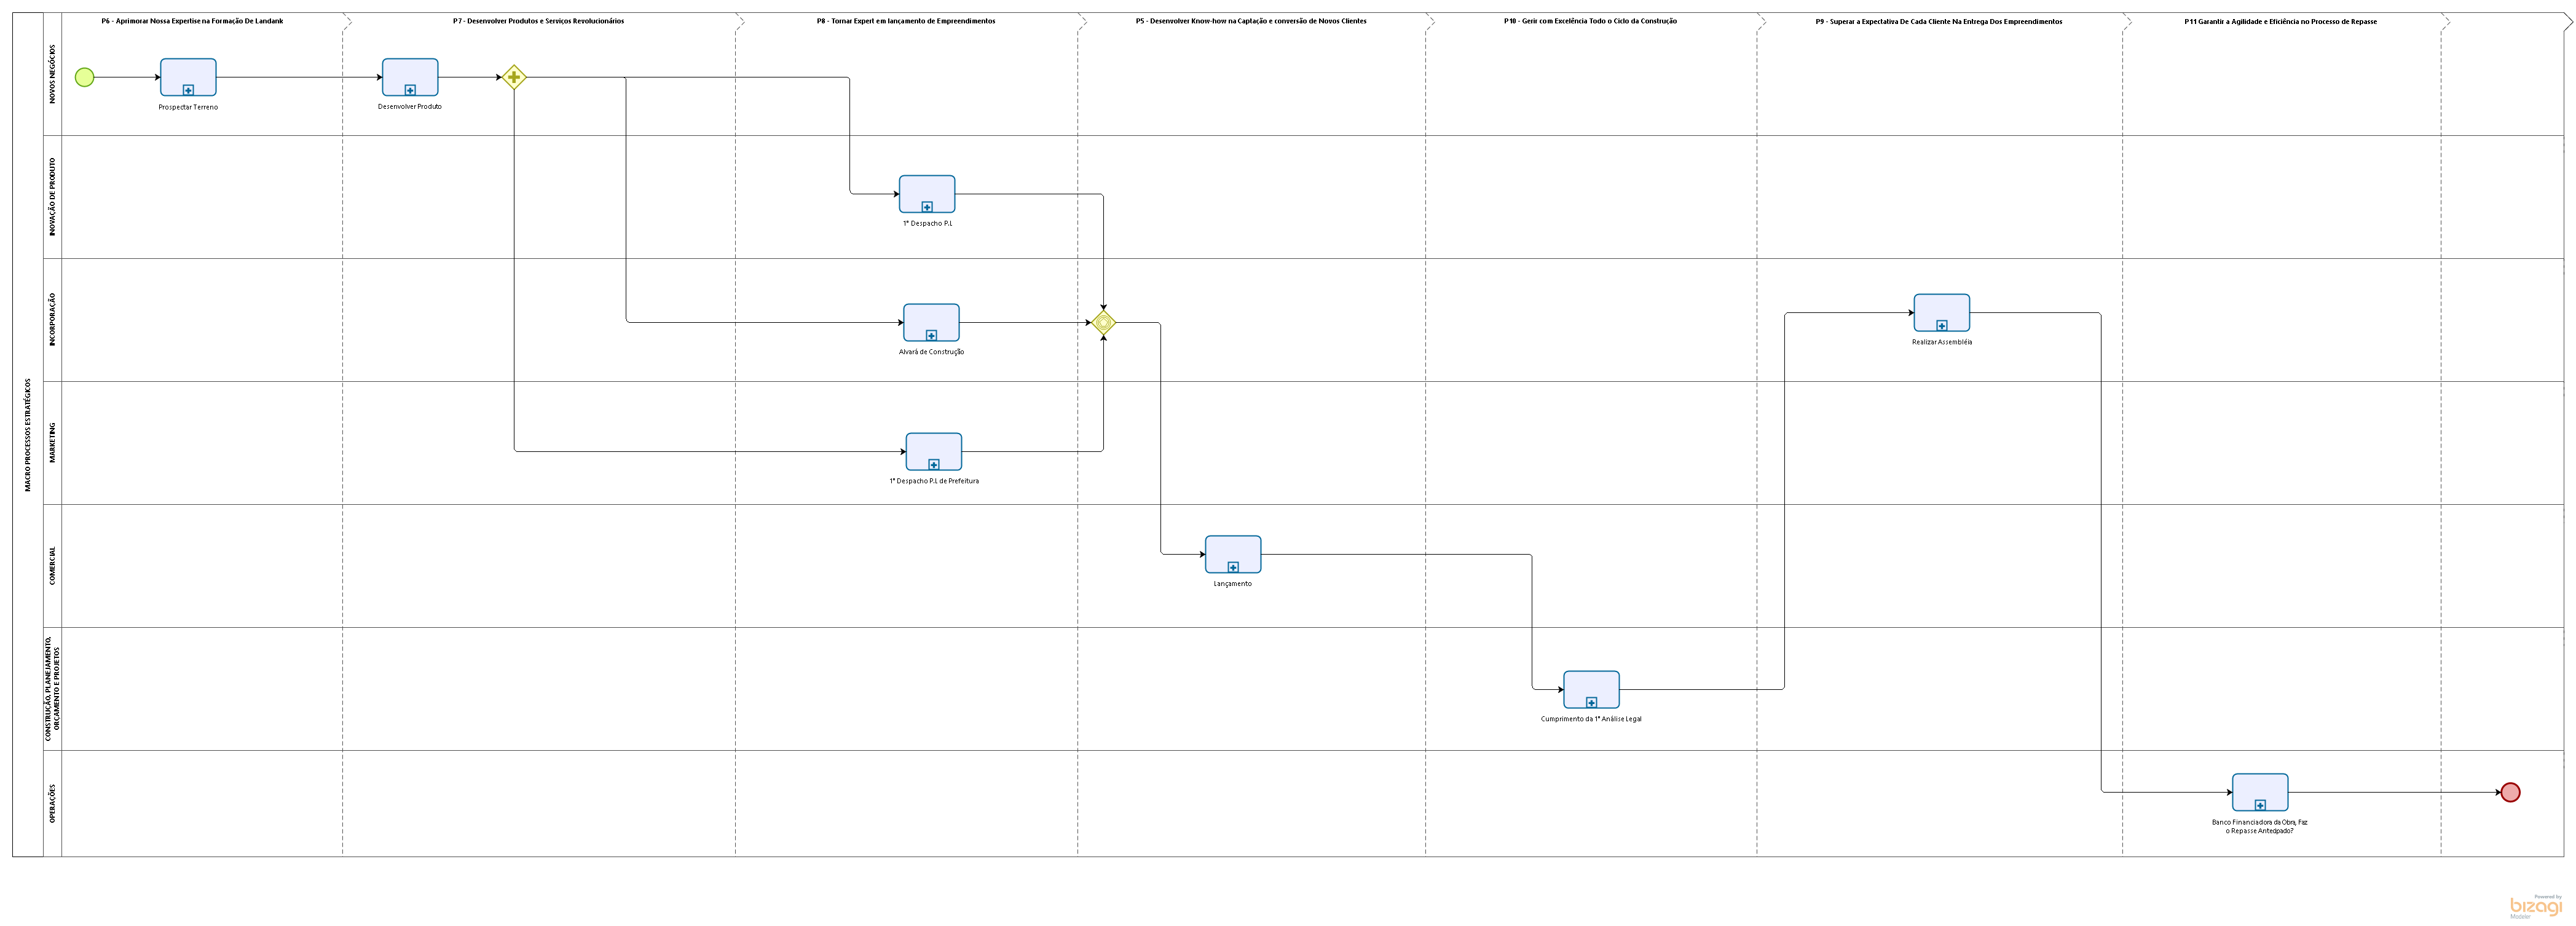 P6 - Aprimorar Nossa Expertise na Formação De Landank
P7 - Desenvolver Produtos e Serviços Revolucionários
P8 - Tornar Expert em lançamento de Empreendimentos
P5 - Desenvolver Know-how na Captação e conversão de Novos Clientes
P10 - Gerir com Excelência Todo o Ciclo da Construção
P9 - Superar a Expectativa De Cada Cliente Na Entrega Dos Empreendimentos
P11 Garantir a Agilidade e Eficiência no Processo de Repasse
MACRO PROCESSOS ESTRATÉGICOS
NOVOS NEGÓCIOS
Prospectar Terreno
Desenvolver Produto
INOVAÇÃO DE PRODUTO
1° Despacho P.I.
INCORPORAÇÃO
Alvará de Construção
Realizar Assembléia
MARKETING
1° Despacho P.I. de Prefeitura
COMERCIAL
Lançamento
CONSTRUÇÃO, PLANEJAMENTO,
ORCAMENTO E PROJETOS
Cumprimento da 1° Análise Legal
OPERAÇÕES
Banco Financiadora da Obra, Faz
o Repasse Antecipado?
Powered by
bizagi
Modeler